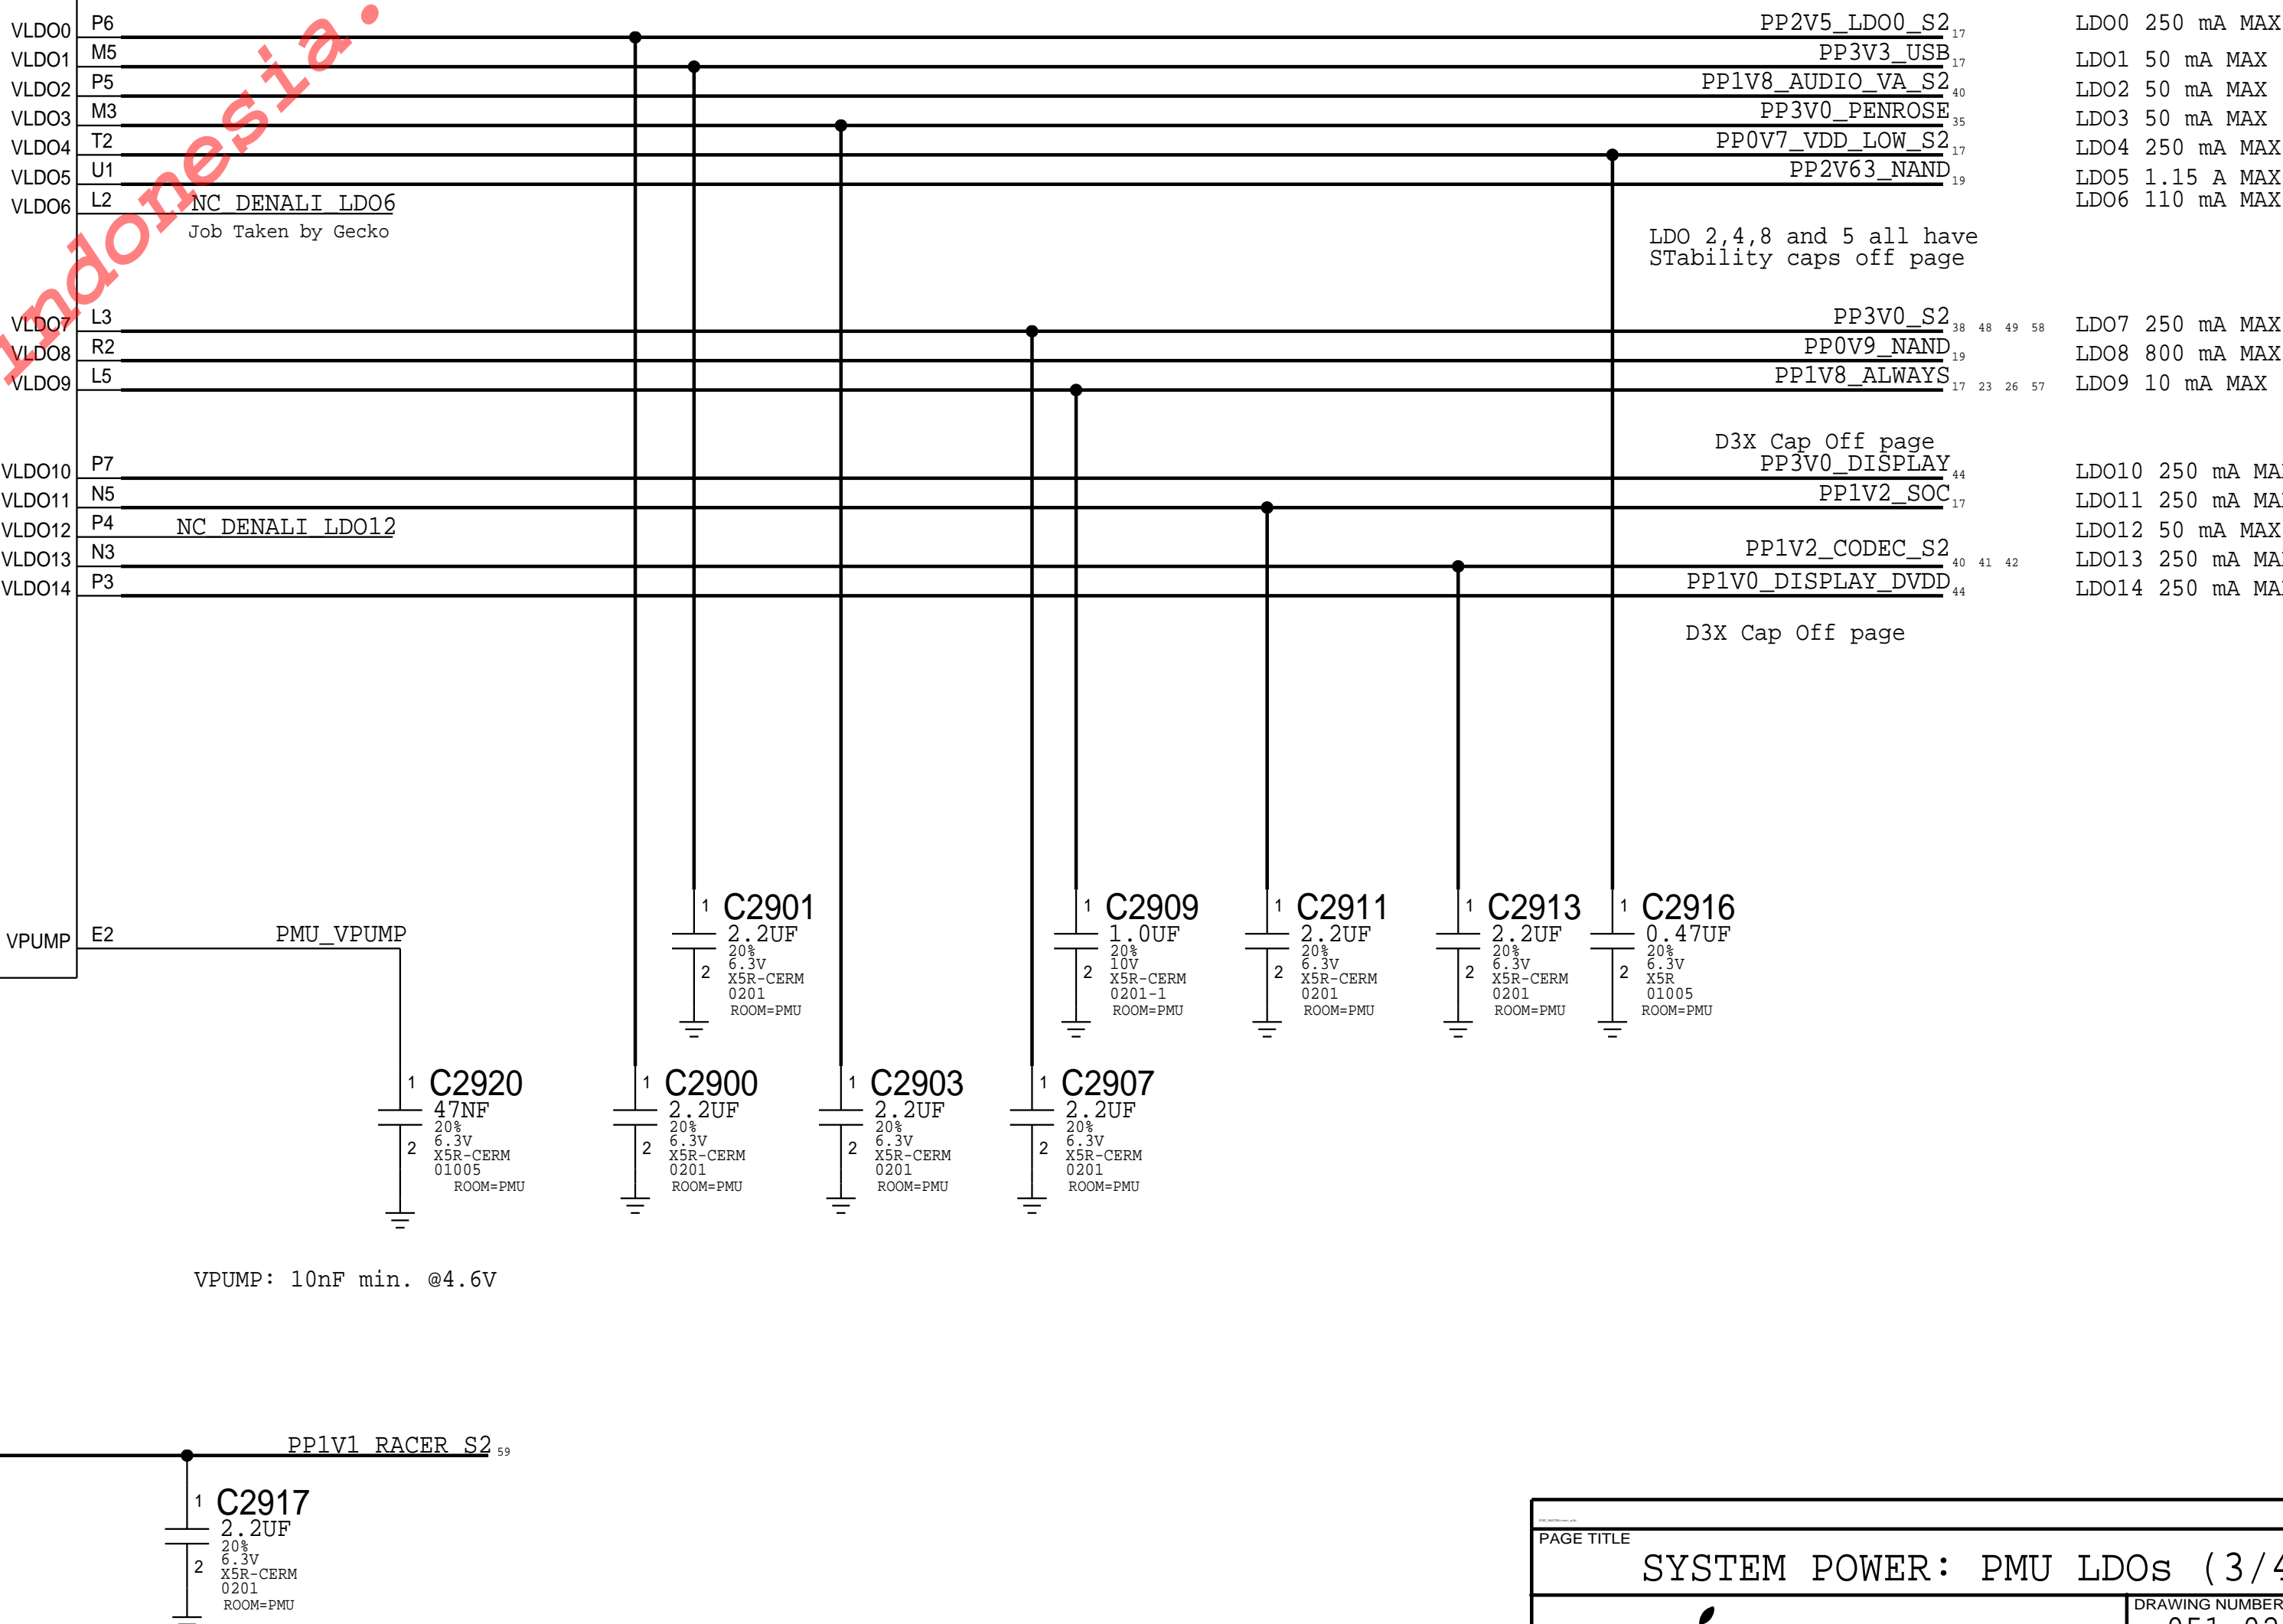 VLDO0 P6 PP2V5_LDO0_S2 17 LDO0 250 mA MAX
VLDO1 M5 PP3V3_USB 17 LDO1 50 mA MAX
VLDO2 P5 PP1V8_AUDIO_VA_S2 40 LDO2 50 mA MAX
VLDO3 M3 PP3V0_PENROSE 35 LDO3 50 mA MAX
VLDO4 T2 PP0V7_VDD_LOW_S2 17 LDO4 250 mA MAX
VLDO5 U1 PP2V63_NAND 19 LDO5 1.15 A MAX
VLDO6 L2 NC_DENALI_LDO6 LDO6 110 mA MAX
Job Taken by Gecko
indonesia.
LDO 2,4,8 and 5 all have
STability caps off page
VLDO7 L3 PP3V0_S2 38 48 49 58 LDO7 250 mA MAX
VLDO8 R2 PP0V9_NAND 19 LDO8 800 mA MAX
VLDO9 L5 PP1V8_ALWAYS 17 23 26 57 LDO9 10 mA MAX
D3X Cap Off page
VLDO10 P7 PP3V0_DISPLAY 44 LDO10 250 mA MA
VLDO11 N5 PP1V2_SOC 17 LDO11 250 mA MA
VLDO12 P4 NC_DENALI_LDO12 LDO12 50 mA MAX
VLDO13 N3 PP1V2_CODEC_S2 40 41 42 LDO13 250 mA MA
VLDO14 P3 PP1V0_DISPLAY_DVDD 44 LDO14 250 mA MA
D3X Cap Off page
VPUMP E2 PMU_VPUMP
1 C2901
2.2UF
20%
6.3V
2 X5R-CERM
0201
ROOM=PMU
1 C2909
1.0UF
20%
10V
2 X5R-CERM
0201-1
ROOM=PMU
1 C2911
2.2UF
20%
6.3V
2 X5R-CERM
0201
ROOM=PMU
1 C2913
2.2UF
20%
6.3V
2 X5R-CERM
0201
ROOM=PMU
1 C2916
0.47UF
20%
6.3V
2 X5R
01005
ROOM=PMU
1 C2920
47NF
20%
6.3V
2 X5R-CERM
01005
ROOM=PMU
1 C2900
2.2UF
20%
6.3V
2 X5R-CERM
0201
ROOM=PMU
1 C2903
2.2UF
20%
6.3V
2 X5R-CERM
0201
ROOM=PMU
1 C2907
2.2UF
20%
6.3V
2 X5R-CERM
0201
ROOM=PMU
VPUMP: 10nF min. @4.6V
PP1V1_RACER_S2 59
1 C2917
2.2UF
20%
6.3V
2 X5R-CERM
0201
ROOM=PMU
PAGE TITLE
SYSTEM POWER: PMU LDOs (3/4
DRAWING NUMBER